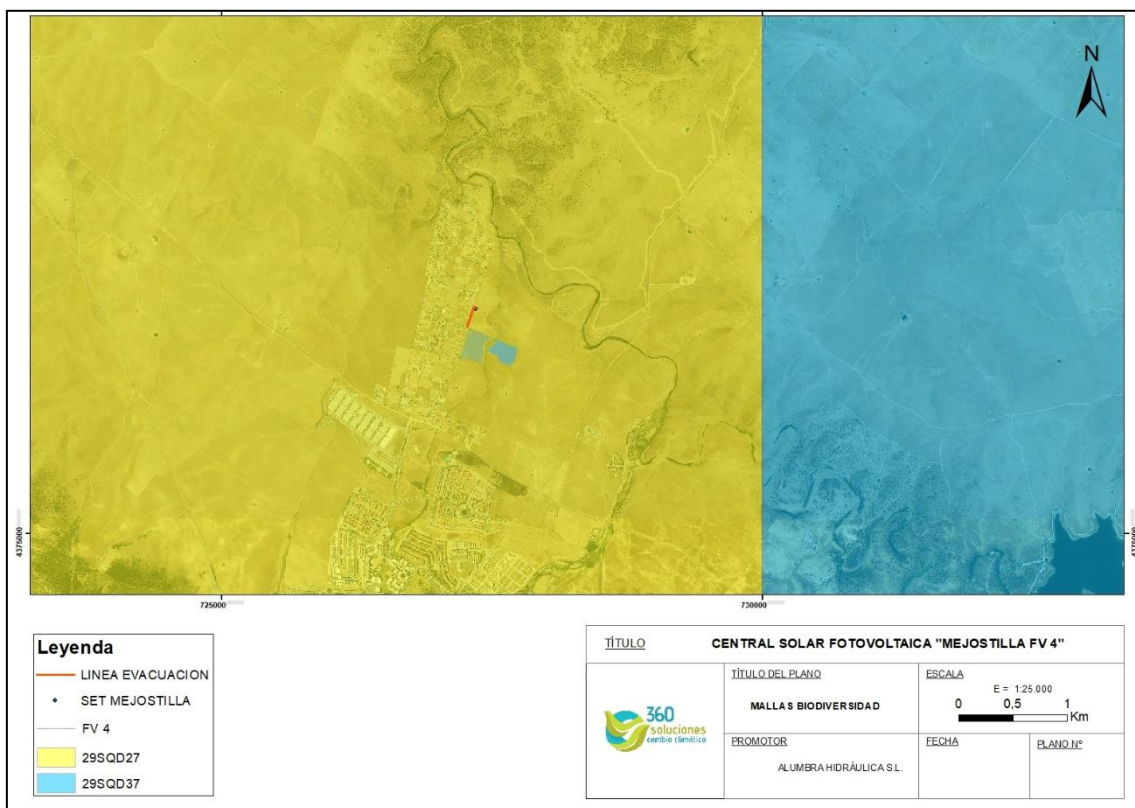 N
4375000
4375000
725000
730000
Leyenda
LINEA EVACUACION
SET MEJOSTILLA
FV 4
29SQD27
29SQD37
TÍTULO
CENTRAL SOLAR FOTOVOLTAICA "MEJOSTILLA FV 4"
360
soluciones
cambio climático
TÍTULO DEL PLANO
MALLAS BIODIVERSIDAD
ESCALA
E = 1:25.000
0 0,5 1
Km
PROMOTOR
ALUMBRA HIDRÁULICA S.L.
FECHA
PLANO Nº